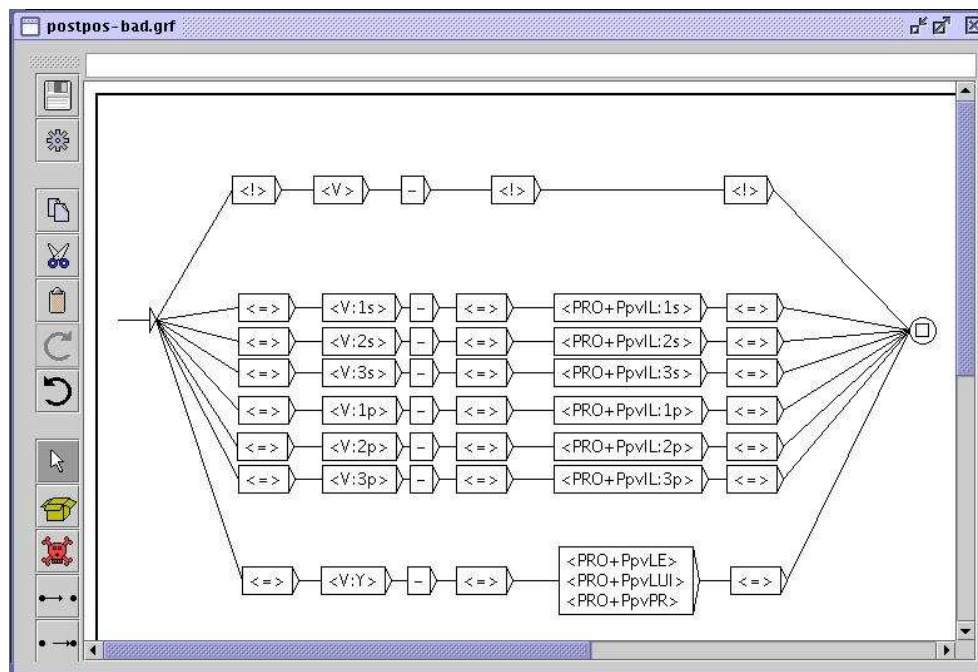 postpos-bad.grf
<!> <V> - <!> <!>
<=> <V:1s> - <=> <PRO+PpvIL:1s> <=>
<=> <V:2s> - <=> <PRO+PpvIL:2s> <=>
<=> <V:3s> - <=> <PRO+PpvIL:3s> <=>
<=> <V:1p> - <=> <PRO+PpvIL:1p> <=>
<=> <V:2p> - <=> <PRO+PpvIL:2p> <=>
<=> <V:3p> - <=> <PRO+PpvIL:3p> <=>
<PRO+PpvLE>
<=> <V:Y> - <=> <PRO+PpvLUI> <=>
<PRO+PpvPR>